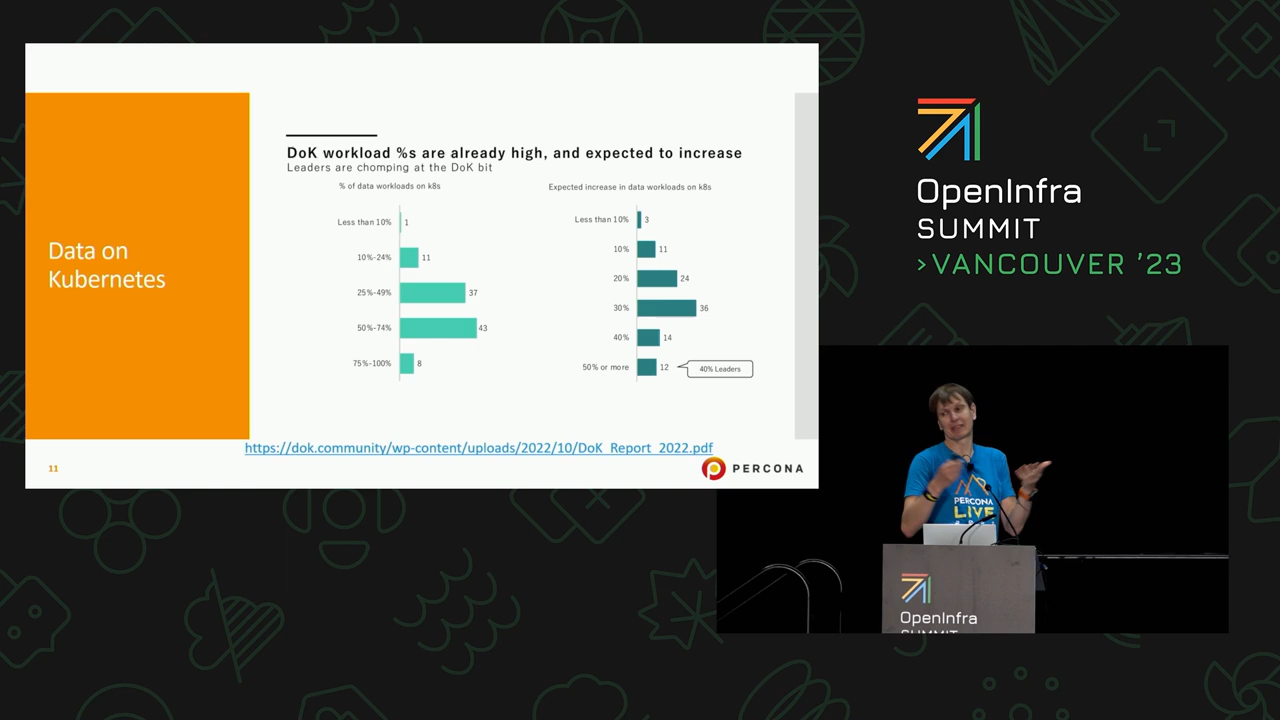 Data on
Kubernetes
DoK workload %s are already high, and expected to increase
Leaders are chomping at the DoK bit
% of data workloads on k8s
Less than 10% 1
10%-24% 11
25%-49% 37
50%-74% 43
75%-100% 8
Expected increase in data workloads on k8s
Less than 10% 3
10% 11
20% 24
30% 36
40% 14
50% or more 12
40% Leaders
https://dok.community/wp-content/uploads/2022/10/DoK_Report_2022.pdf
11
PERCONA
OpenInfra
SUMMIT
>VANCOUVER '23
PERCONA
LIVE
OpenInfra
SUMMIT